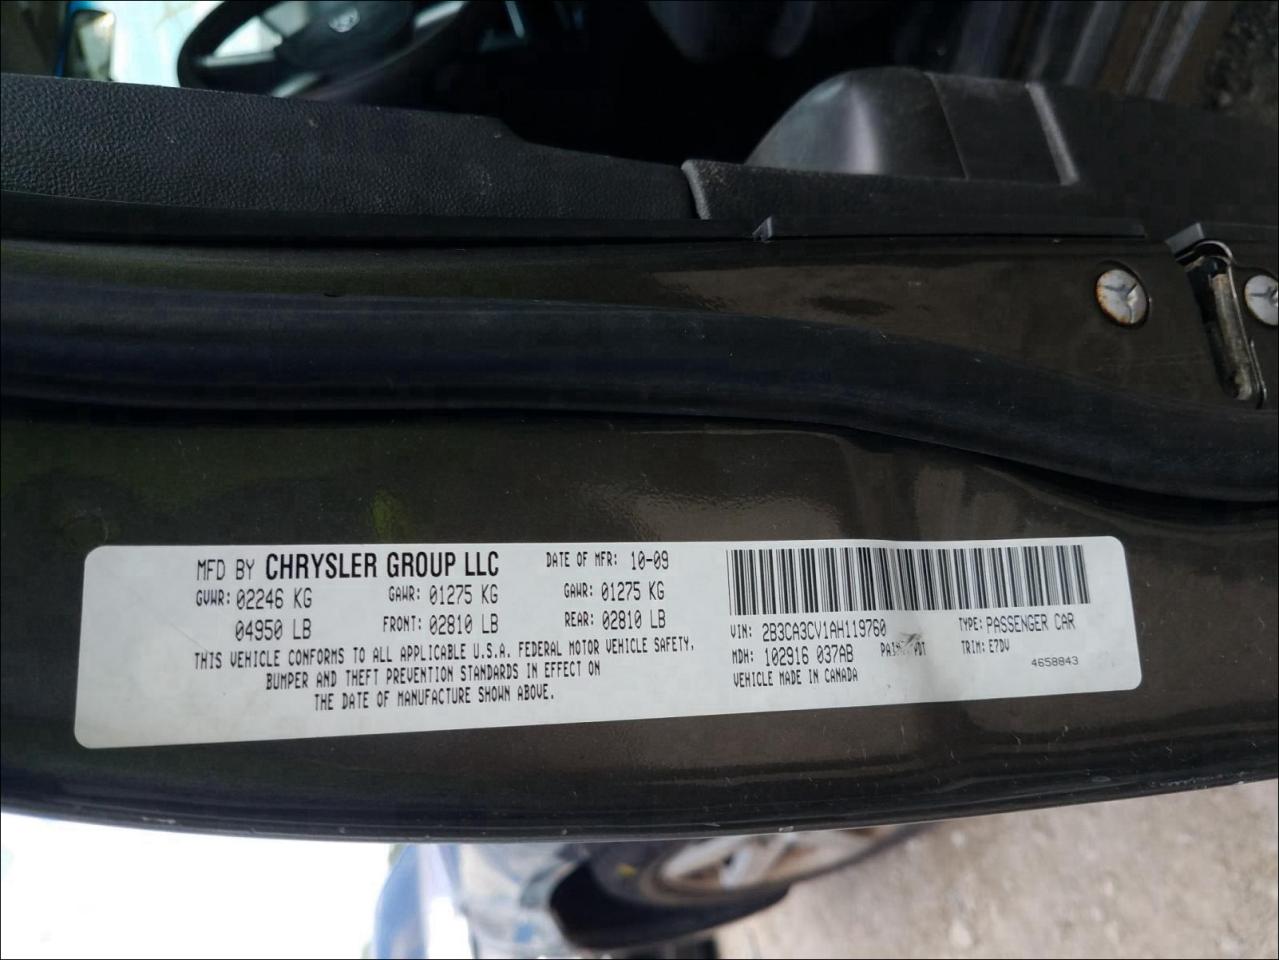 MFD BY CHRYSLER GROUP LLC DATE OF MFR: 10-09
GVWR: 02246 KG GAWR: 01275 KG GAWR: 01275 KG
04950 LB FRONT: 02810 LB REAR: 02810 LB
THIS VEHICLE CONFORMS TO ALL APPLICABLE U.S.A. FEDERAL MOTOR VEHICLE SAFETY,
BUMPER AND THEFT PREVENTION STANDARDS IN EFFECT ON
THE DATE OF MANUFACTURE SHOWN ABOVE.
VIN: 2B3CA3CV1AH119760 TYPE: PASSENGER CAR
MDH: 102916 037AB TRIM: E7DV
VEHICLE MADE IN CANADA 4658843